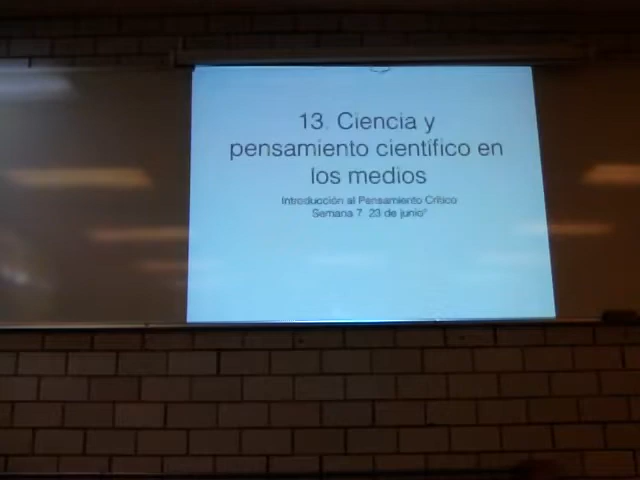 13. Ciencia y
pensamiento científico en
los medios
Introducción al Pensamiento Crítico
Semana 7 23 de junio*